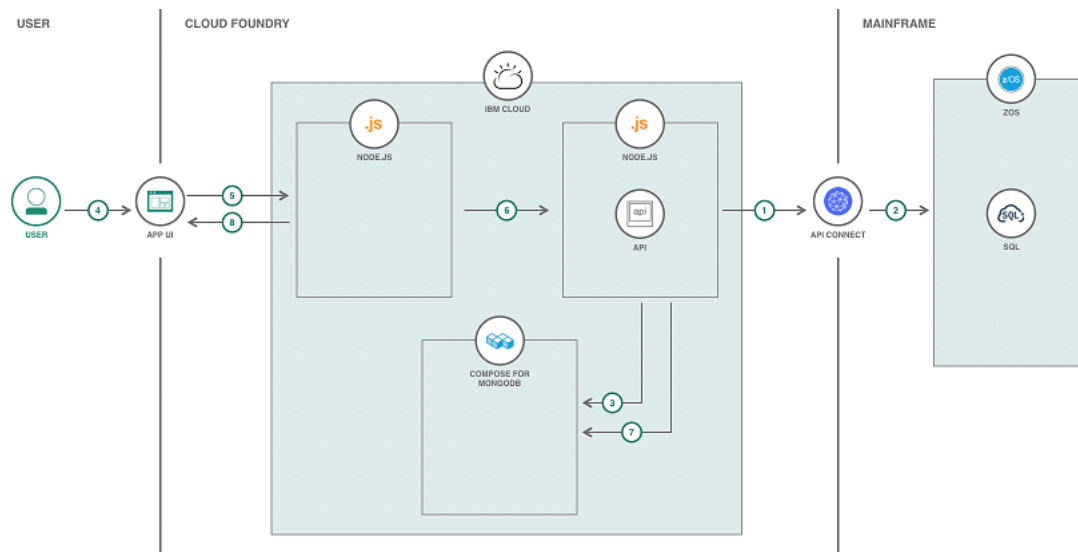 USER
CLOUD FOUNDRY
MAINFRAME
IBM CLOUD
z/OS
ZOS
.js
NODE.JS
.js
NODE.JS
USER
4
APP UI
5
8
6
api
API
1
API CONNECT
2
SQL
SQL
COMPOSE FOR
MONGODB
3
7